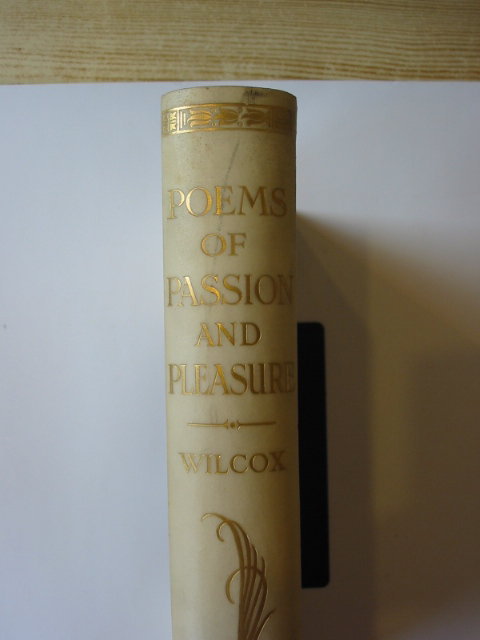 POEMS
OF
PASSION
AND
PLEASURE
WILCOX